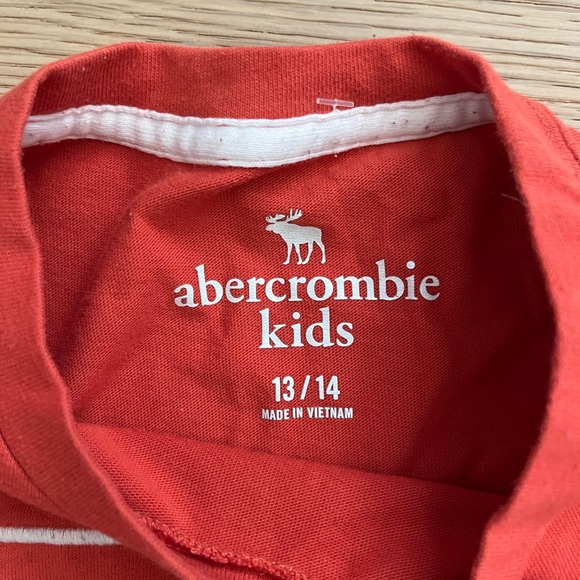 abercrombie
kids
13 / 14
MADE IN VIETNAM